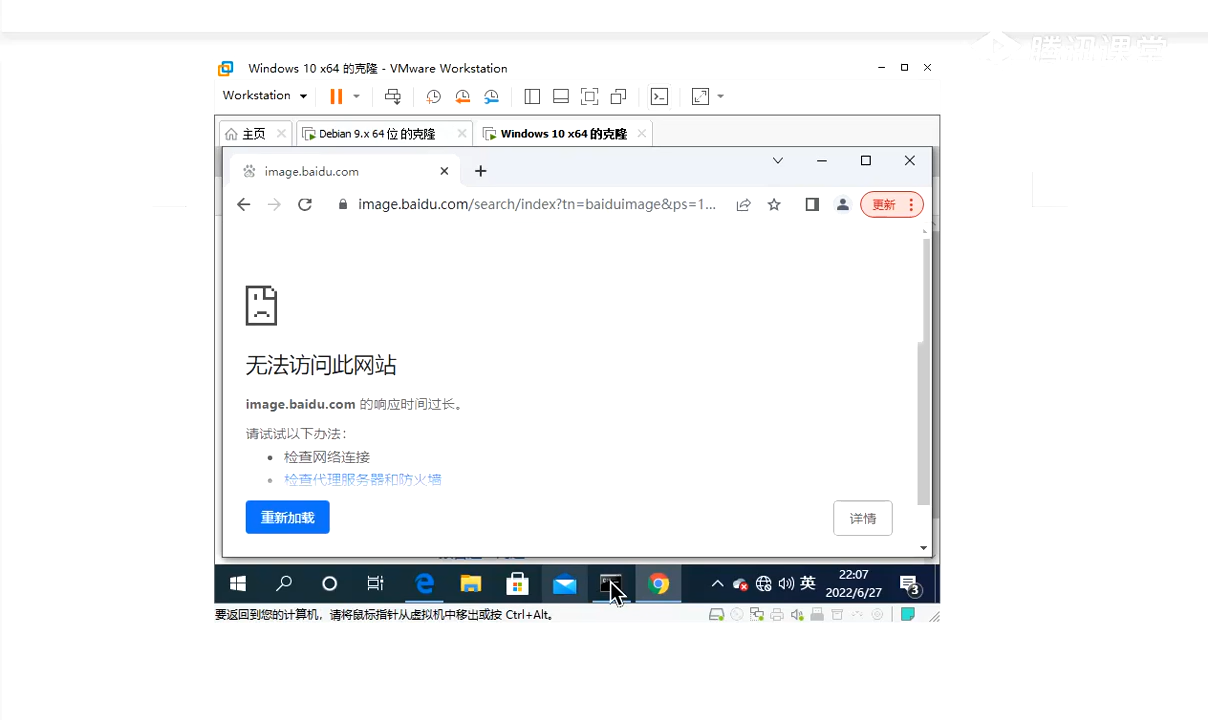 腾讯课堂
Windows 10 x64 的克隆 - VMware Workstation
Workstation
主页
Debian 9.x 64 位 的克隆
Windows 10 x64 的克隆
image.baidu.com
image.baidu.com/search/index?tn=baiduimage&ps=1...
更新
无法访问此网站
image.baidu.com 的响应时间过长。
请试试以下办法：
检查网络连接
检查代理服务器和防火墙
重新加载
详情
英
22:07
2022/6/27
3
要返回到您的计算机，请将鼠标指针从虚拟机中移出或按 Ctrl+Alt。